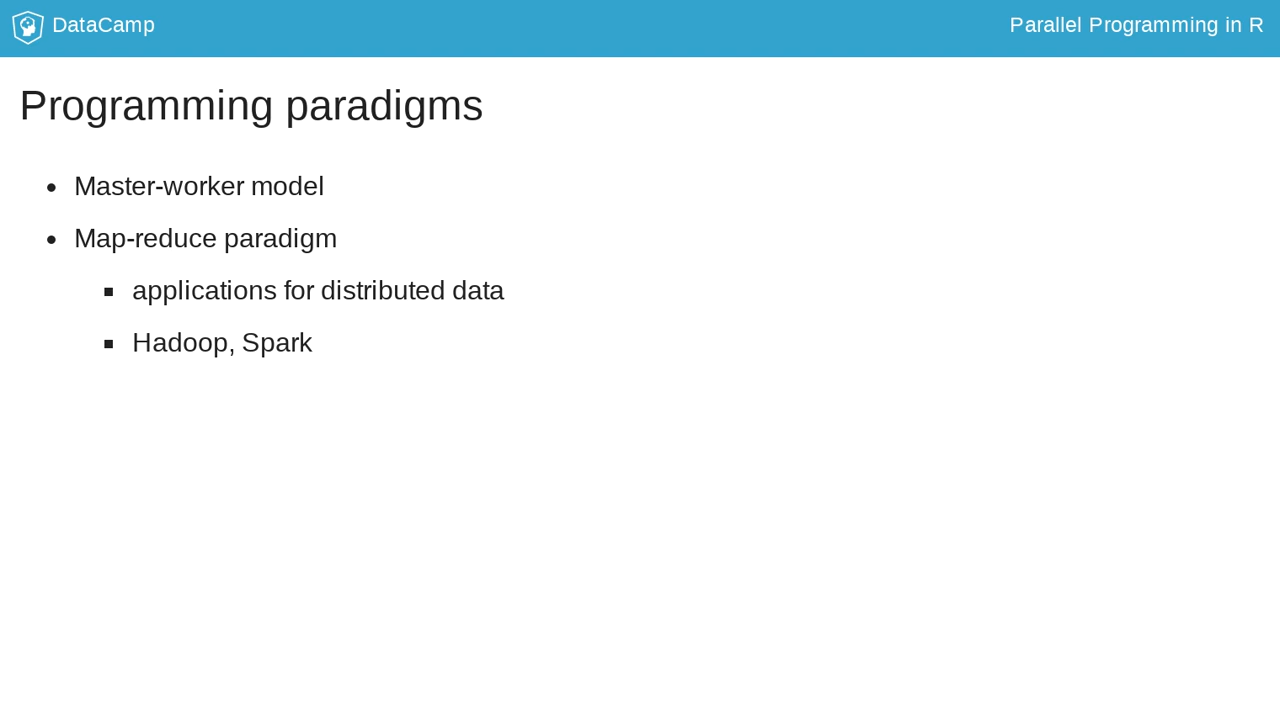 DataCamp
Parallel Programming in R
Programming paradigms
Master-worker model
Map-reduce paradigm
applications for distributed data
Hadoop, Spark